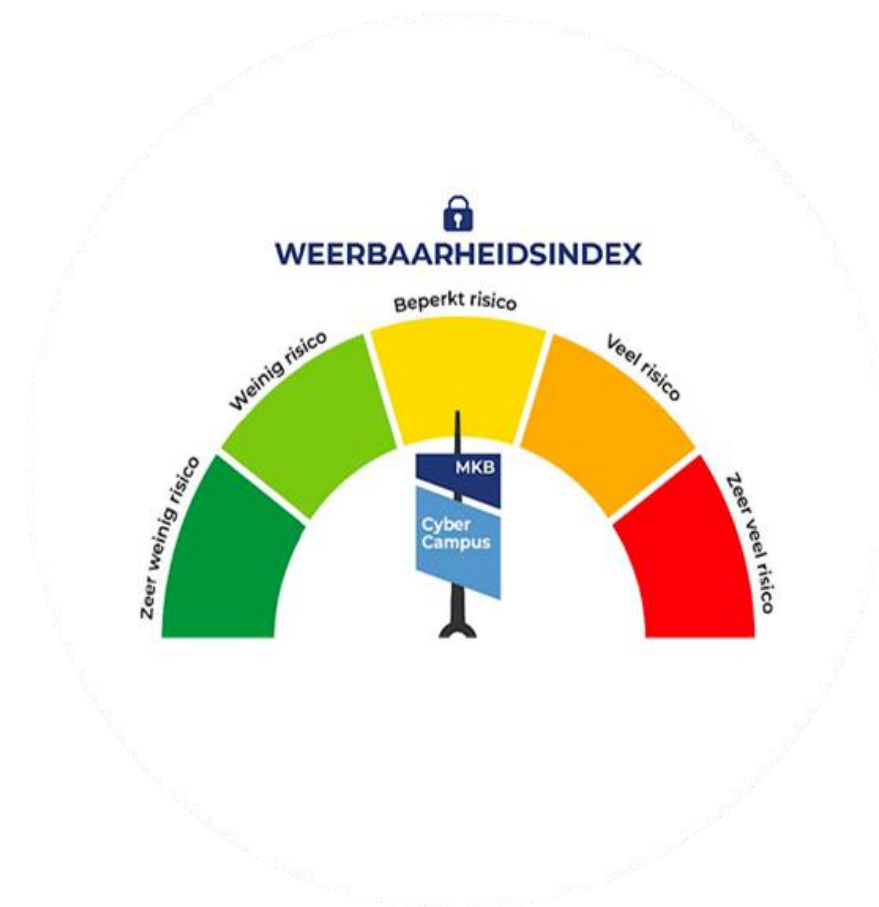 WEERBAARHEIDSINDEX
Beperkt risico
Weinig risico
Veel risico
Zeer weinig risico
Zeer veel risico
MKB
Cyber
Campus